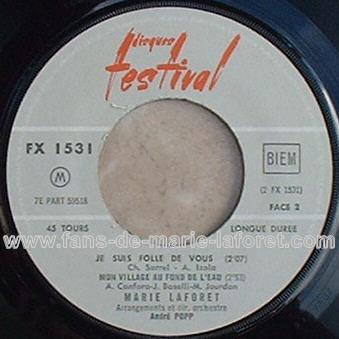 disques
festival
FX 1531
BIEM
M
(2 FX 1531)
7E PART 59518
FACE 2
www.fans-de-marie-laforet.com
45 TOURS
LONGUE DUREE
JE SUIS FOLLE DE VOUS (2'07)
Ch. Sarrel - A. Izola
MON VILLAGE AU FOND DE L'EAU (2'53)
A. Canfora-J. Baselli-M. Jourdan
MARIE LAFORET
Arrangements et dir. orchestre
André POPP